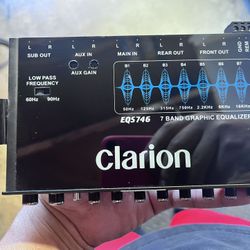 L R L R L R L R L R
SUB OUT AUX IN MAIN IN REAR OUT FRONT OUT GND REM
AUX GAIN
LOW PASS
FREQUENCY
60Hz 90Hz
B1 B2 B3 B4 B5 B6 B7
50Hz 125Hz 315Hz 750Hz 2.2KHz 6KHz 16KHz
EQS746 7 BAND GRAPHIC EQUALIZER
clarion